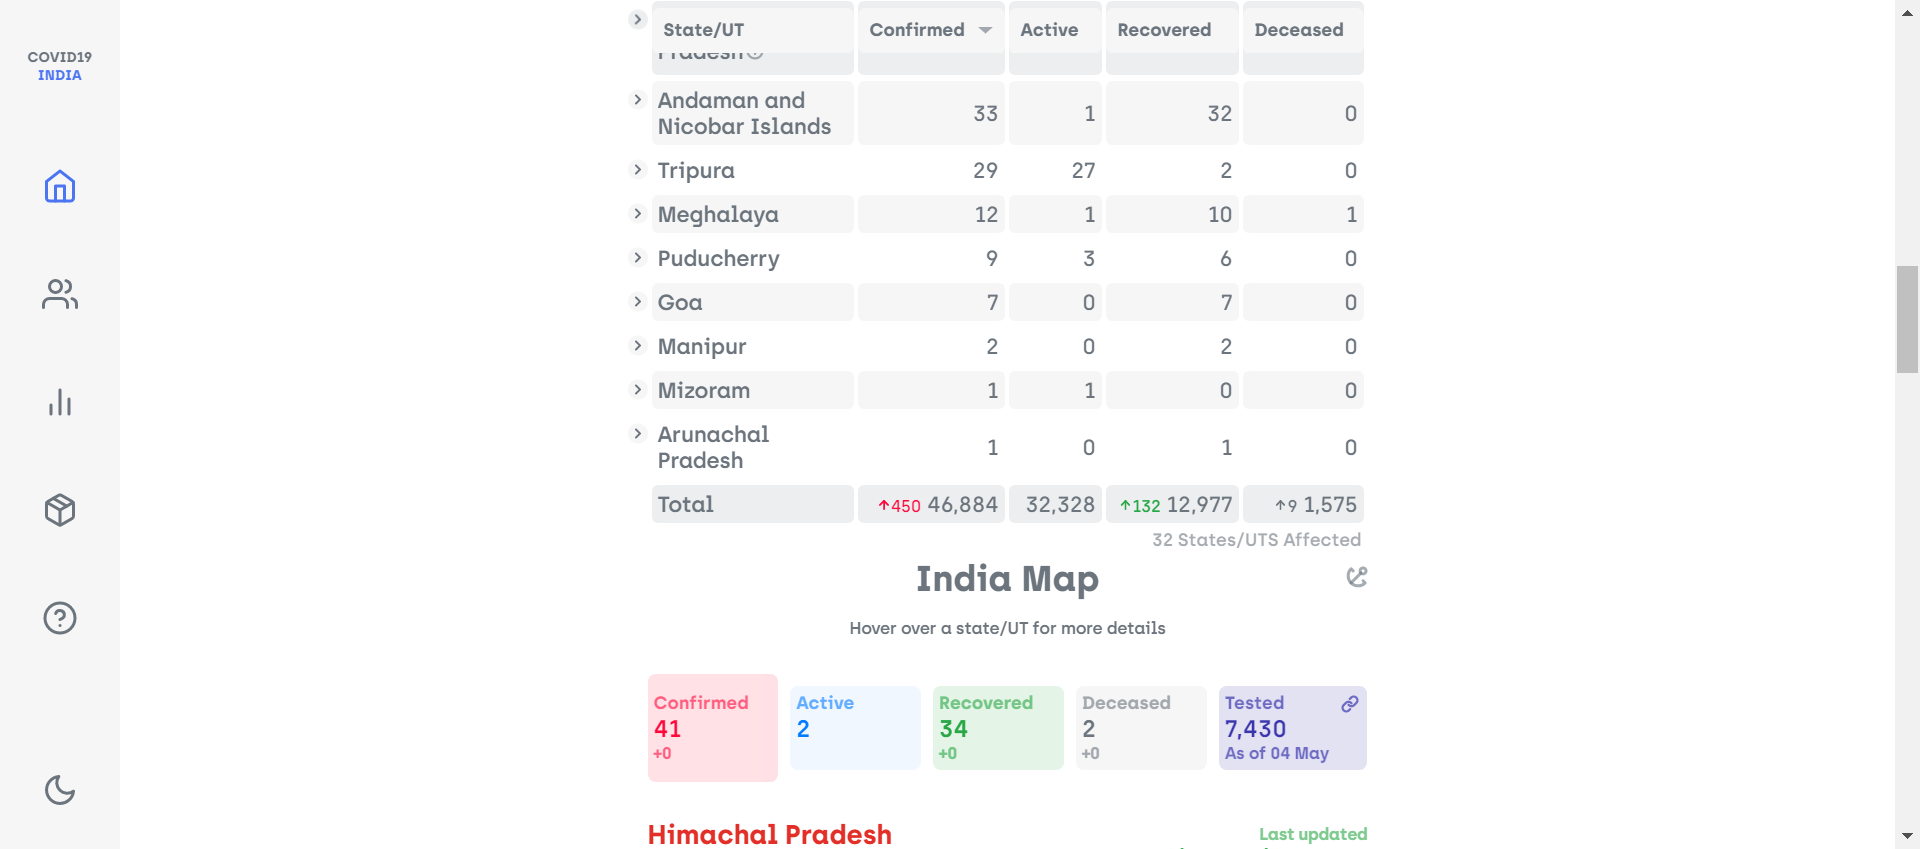 COVID19
INDIA
State/UT Confirmed Active Recovered Deceased
Pradesh
Andaman and
Nicobar Islands 33 1 32 0
Tripura 29 27 2 0
Meghalaya 12 1 10 1
Puducherry 9 3 6 0
Goa 7 0 7 0
Manipur 2 0 2 0
Mizoram 1 1 0 0
Arunachal
Pradesh 1 0 1 0
Total ↑450 46,884 32,328 ↑132 12,977 ↑9 1,575
32 States/UTS Affected
India Map
Hover over a state/UT for more details
Confirmed
41
+0
Active
2
Recovered
34
+0
Deceased
2
+0
Tested
7,430
As of 04 May
Himachal Pradesh
Last updated